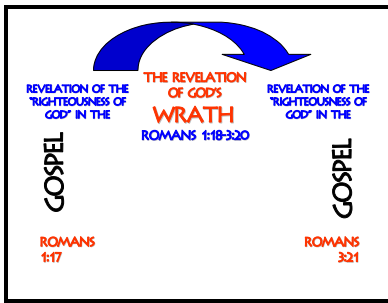 REVELATION OF THE
"RIGHTEOUSNESS OF
GOD" IN THE
GOSPEL
ROMANS
1:17
THE REVELATION
OF GOD'S
WRATH
ROMANS 1:18-3:20
REVELATION OF THE
"RIGHTEOUSNESS OF
GOD" IN THE
GOSPEL
ROMANS
3:21